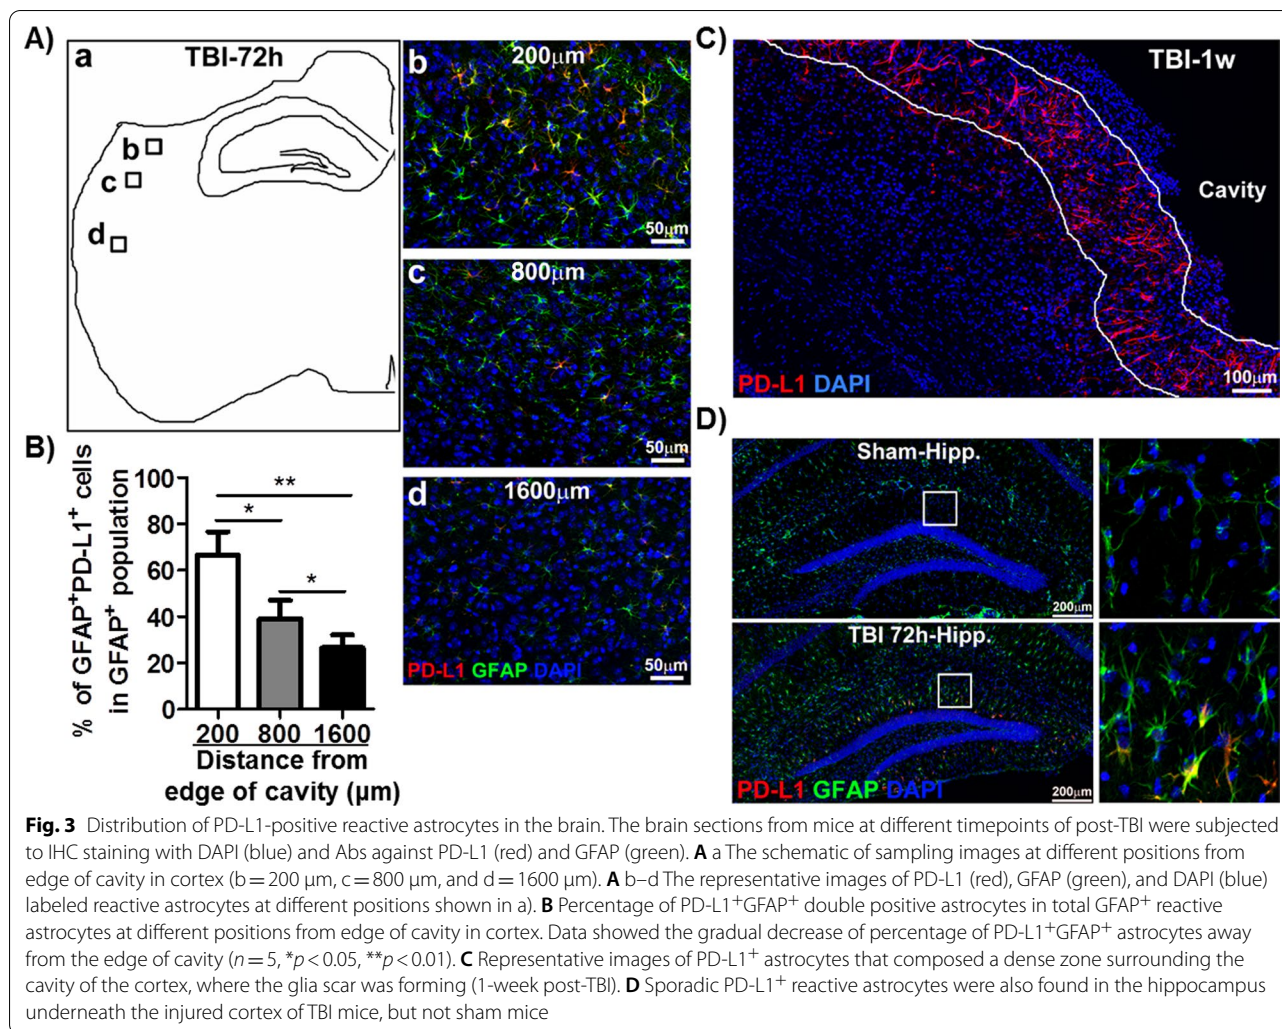 A)
a
TBI-72h
b
c
d
b
200µm
50µm
c
800µm
50µm
d
1600µm
PD-L1 GFAP DAPI
50µm
B)
% of GFAP⁺PD-L1⁺ cells
in GFAP⁺ population
100
80
60
40
20
0
**
*
*
200 800 1600
Distance from
edge of cavity (µm)
C)
TBI-1w
Cavity
PD-L1 DAPI
100µm
D)
Sham-Hipp.
200µm
TBI 72h-Hipp.
PD-L1 GFAP DAPI
200µm
Fig. 3 Distribution of PD-L1-positive reactive astrocytes in the brain. The brain sections from mice at different timepoints of post-TBI were subjected
to IHC staining with DAPI (blue) and Abs against PD-L1 (red) and GFAP (green). A a The schematic of sampling images at different positions from
edge of cavity in cortex (b = 200 µm, c = 800 µm, and d = 1600 µm). A b–d The representative images of PD-L1 (red), GFAP (green), and DAPI (blue)
labeled reactive astrocytes at different positions shown in a). B Percentage of PD-L1⁺GFAP⁺ double positive astrocytes in total GFAP⁺ reactive
astrocytes at different positions from edge of cavity in cortex. Data showed the gradual decrease of percentage of PD-L1⁺GFAP⁺ astrocytes away
from the edge of cavity (n = 5, *p < 0.05, **p < 0.01). C Representative images of PD-L1⁺ astrocytes that composed a dense zone surrounding the
cavity of the cortex, where the glia scar was forming (1-week post-TBI). D Sporadic PD-L1⁺ reactive astrocytes were also found in the hippocampus
underneath the injured cortex of TBI mice, but not sham mice